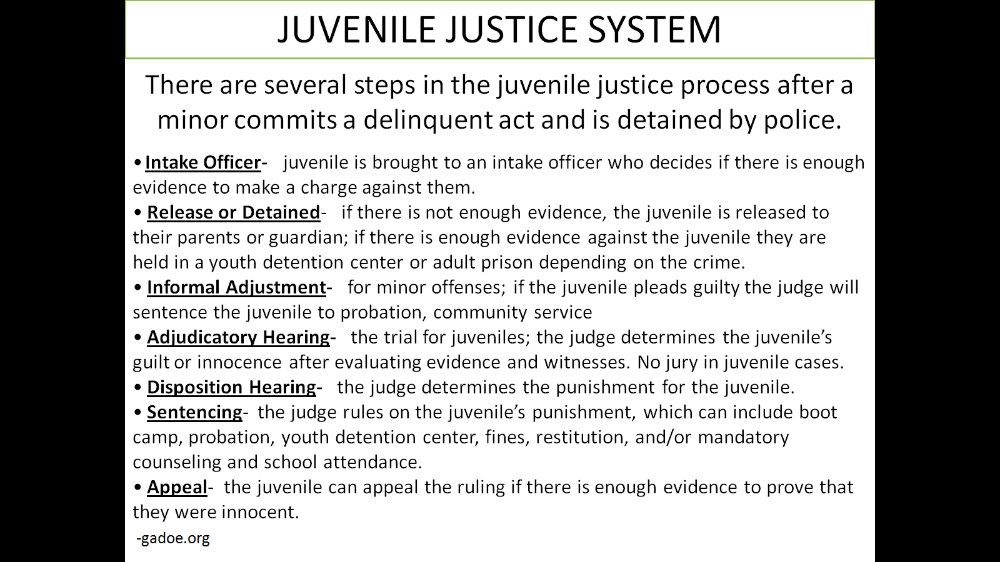 JUVENILE JUSTICE SYSTEM
There are several steps in the juvenile justice process after a
minor commits a delinquent act and is detained by police.
• Intake Officer- juvenile is brought to an intake officer who decides if there is enough
evidence to make a charge against them.
• Release or Detained- if there is not enough evidence, the juvenile is released to
their parents or guardian; if there is enough evidence against the juvenile they are
held in a youth detention center or adult prison depending on the crime.
• Informal Adjustment- for minor offenses; if the juvenile pleads guilty the judge will
sentence the juvenile to probation, community service
• Adjudicatory Hearing- the trial for juveniles; the judge determines the juvenile’s
guilt or innocence after evaluating evidence and witnesses. No jury in juvenile cases.
• Disposition Hearing- the judge determines the punishment for the juvenile.
• Sentencing- the judge rules on the juvenile’s punishment, which can include boot
camp, probation, youth detention center, fines, restitution, and/or mandatory
counseling and school attendance.
• Appeal- the juvenile can appeal the ruling if there is enough evidence to prove that
they were innocent.
-gadoe.org